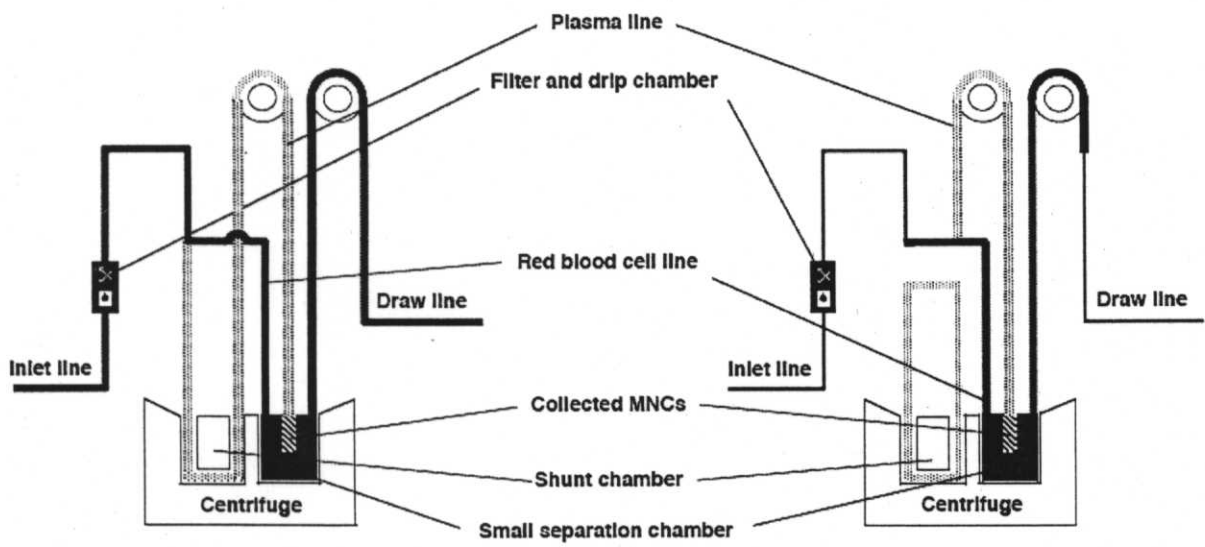 Plasma line
Filter and drip chamber
Red blood cell line
Draw line
Draw line
Inlet line
Inlet line
Collected MNCs
Shunt chamber
Centrifuge
Centrifuge
Small separation chamber